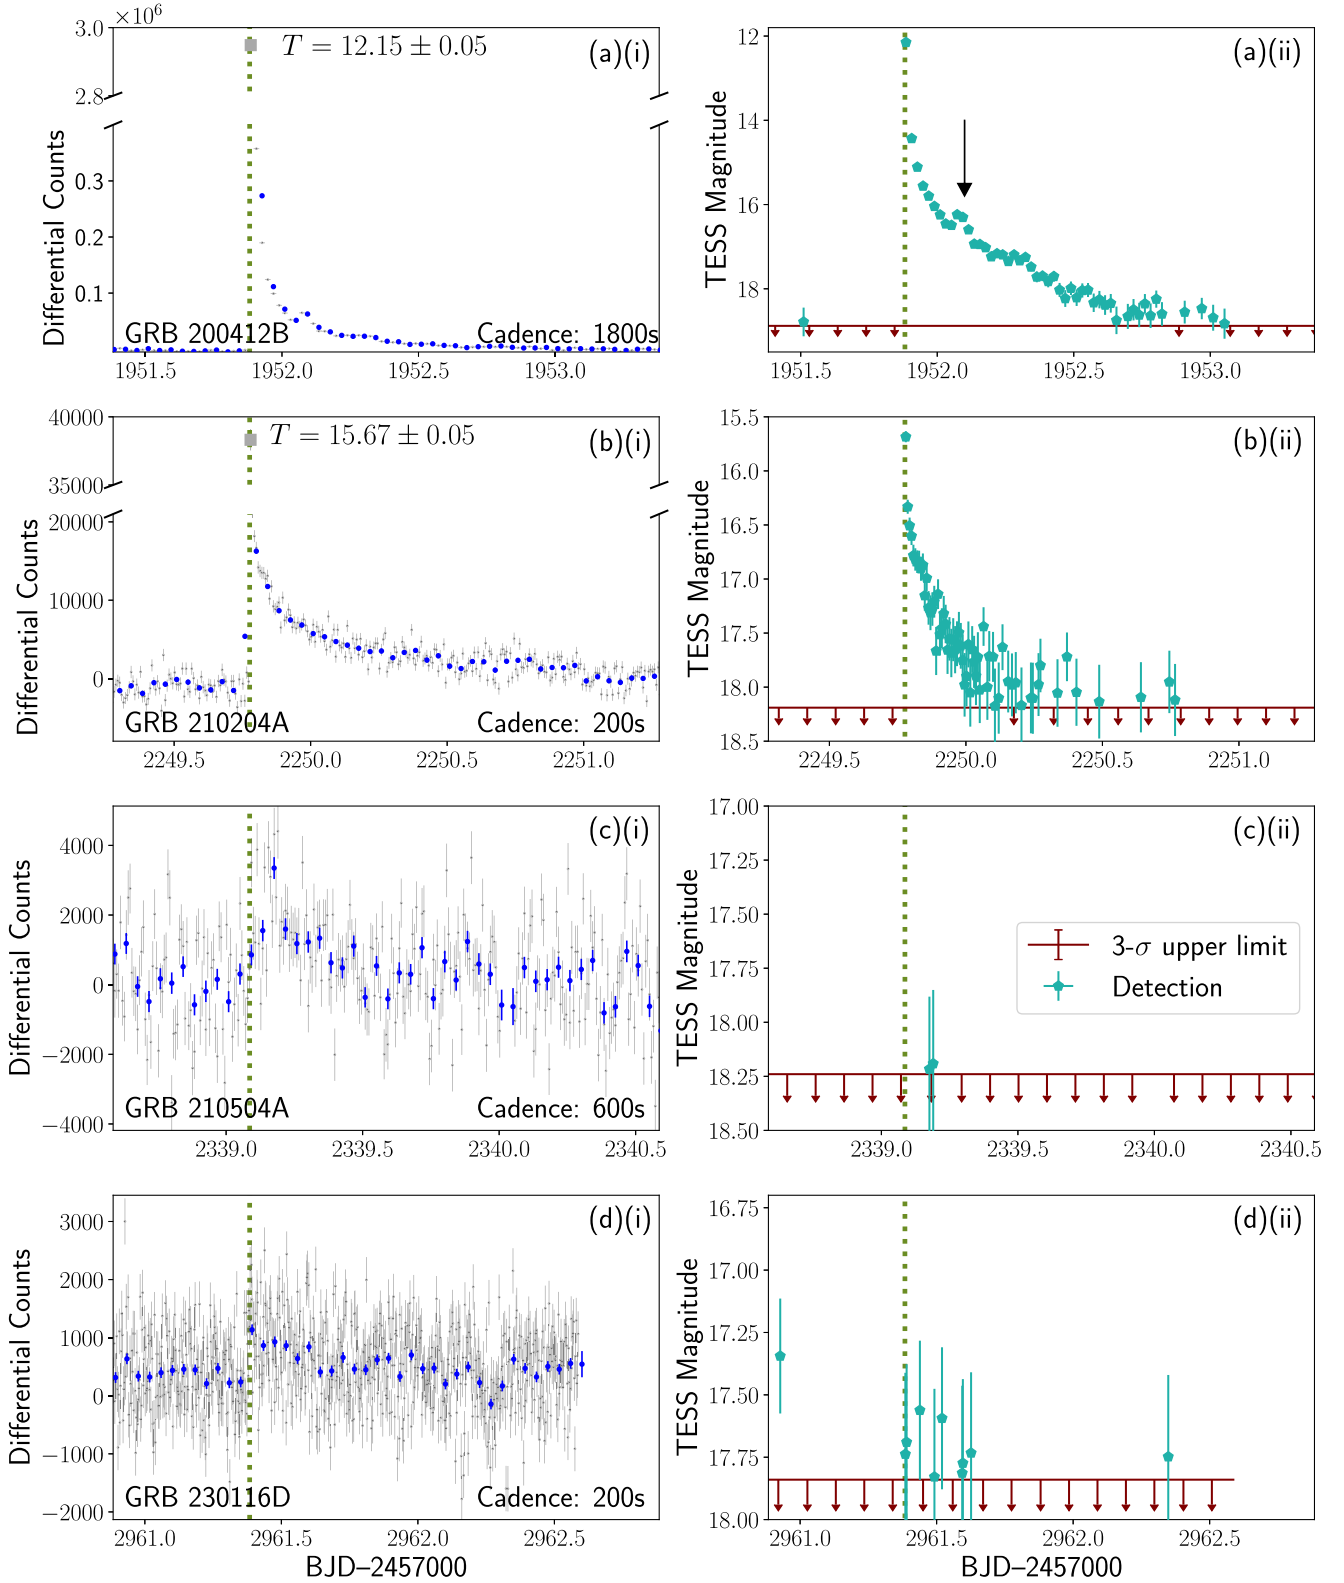 ×10⁶
3.0
2.8
0.3
0.2
0.1
T = 12.15 ± 0.05
(a)(i)
Differential Counts
GRB 200412B
Cadence: 1800s
1951.5 1952.0 1952.5 1953.0
12
14
16
18
(a)(ii)
TESS Magnitude
1951.5 1952.0 1952.5 1953.0
40000
35000
20000
10000
0
T = 15.67 ± 0.05
(b)(i)
Differential Counts
GRB 210204A
Cadence: 200s
2249.5 2250.0 2250.5 2251.0
15.5
16.0
16.5
17.0
17.5
18.0
18.5
(b)(ii)
TESS Magnitude
2249.5 2250.0 2250.5 2251.0
4000
2000
0
−2000
−4000
(c)(i)
Differential Counts
GRB 210504A
Cadence: 600s
2339.0 2339.5 2340.0 2340.5
17.00
17.25
17.50
17.75
18.00
18.25
18.50
(c)(ii)
TESS Magnitude
3-σ upper limit
Detection
2339.0 2339.5 2340.0 2340.5
3000
2000
1000
0
−1000
−2000
(d)(i)
Differential Counts
GRB 230116D
Cadence: 200s
2961.0 2961.5 2962.0 2962.5
BJD–2457000
16.75
17.00
17.25
17.50
17.75
18.00
(d)(ii)
TESS Magnitude
2961.0 2961.5 2962.0 2962.5
BJD–2457000